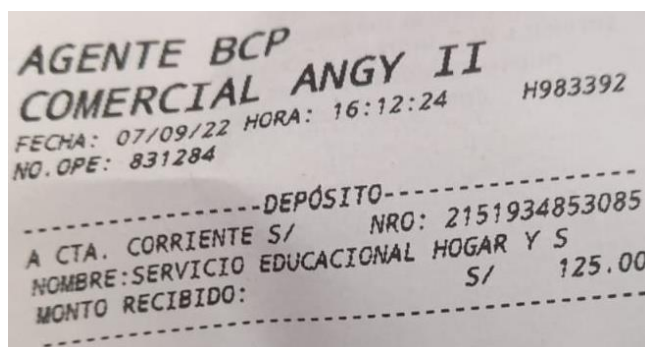 AGENTE BCP
COMERCIAL ANGY II
FECHA: 07/09/22 HORA: 16:12:24 H983392
NO.OPE: 831284
----------------DEPÓSITO----------------
A CTA. CORRIENTE S/ NRO: 2151934853085
NOMBRE:SERVICIO EDUCACIONAL HOGAR Y S
MONTO RECIBIDO: S/ 125.00
----------------------------------------